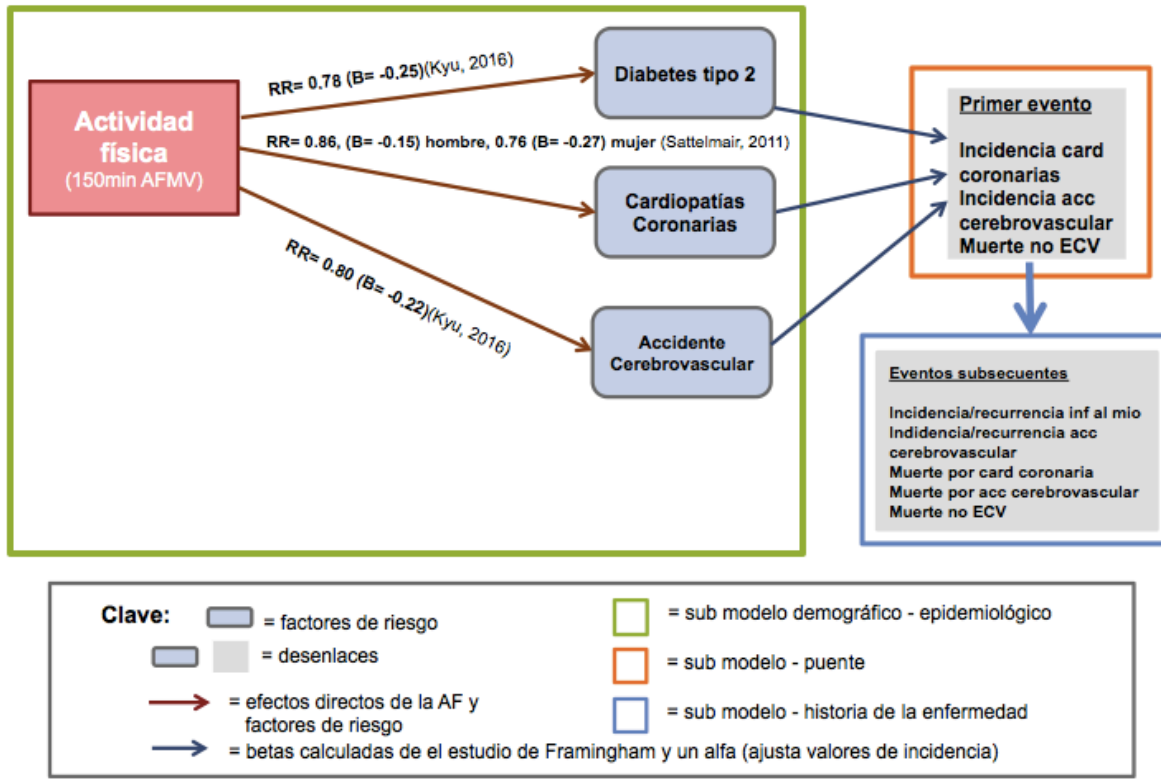 Actividad
física
(150min AFMV)
RR= 0.78 (B= -0.25)(Kyu, 2016)
RR= 0.86, (B= -0.15) hombre, 0.76 (B= -0.27) mujer (Sattelmair, 2011)
RR= 0.80 (B= -0.22)(Kyu, 2016)
Diabetes tipo 2
Cardiopatías
Coronarias
Accidente
Cerebrovascular
Primer evento
Incidencia card
coronarias
Incidencia acc
cerebrovascular
Muerte no ECV
Eventos subsecuentes
Incidencia/recurrencia inf al mio
Indidencia/recurrencia acc
cerebrovascular
Muerte por card coronaria
Muerte por acc cerebrovascular
Muerte no ECV
Clave:
= factores de riesgo
= desenlaces
= efectos directos de la AF y
factores de riesgo
= betas calculadas de el estudio de Framingham y un alfa (ajusta valores de incidencia)
= sub modelo demográfico - epidemiológico
= sub modelo - puente
= sub modelo - historia de la enfermedad